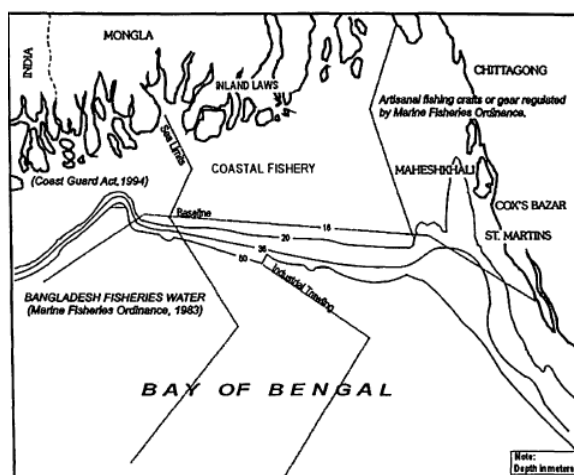 INDIA
MONGLA
CHITTAGONG
INLAND LAWS
Artisanal fishing crafts or gear regulated
by Marine Fisheries Ordinance.
Sea Limits
COASTAL FISHERY
MAHESHKHALI
(Coast Guard Act, 1994)
COX'S BAZAR
Baseline
18
20
ST. MARTINS
36
50
Industrial Trawling
BANGLADESH FISHERIES WATER
(Marine Fisheries Ordinance, 1983)
BAY OF BENGAL
Note:
Depth in meters